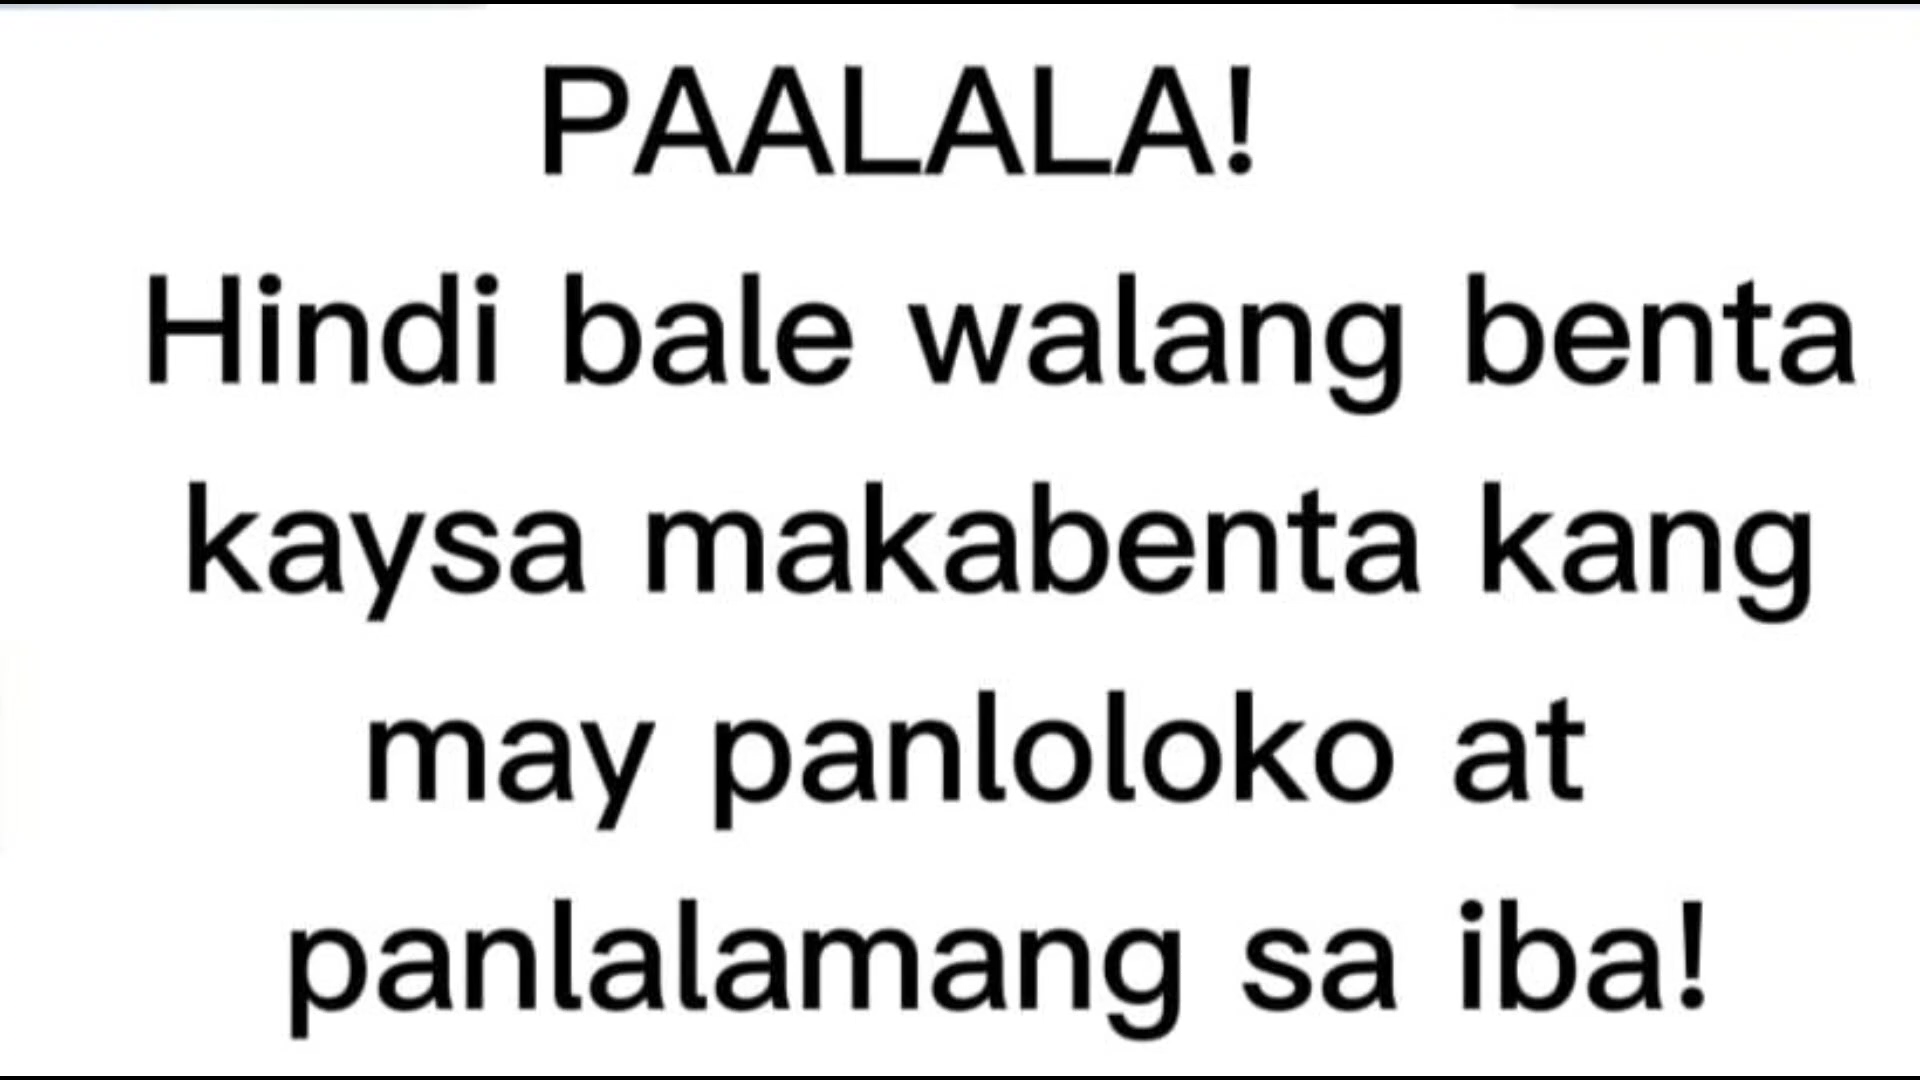 PAALALA!
Hindi bale walang benta
kaysa makabenta kang
may panloloko at
panlalamang sa iba!